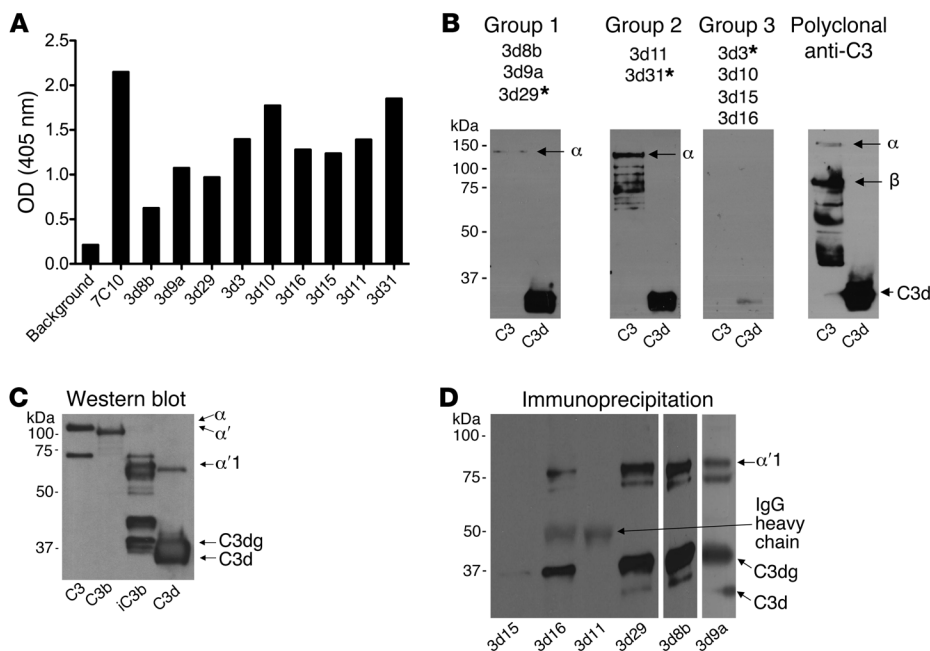 A
OD (405 nm)
2.5
2.0
1.5
1.0
0.5
0.0
Background
7C10
3d8b
3d9a
3d29
3d3
3d10
3d16
3d15
3d11
3d31
B
Group 1
3d8b
3d9a
3d29*
Group 2
3d11
3d31*
Group 3
3d3*
3d10
3d15
3d16
Polyclonal
anti-C3
kDa
150
100
75
50
37
α
α
α
β
C3d
C3
C3d
C3
C3d
C3
C3d
C3
C3d
C
Western blot
kDa
100
75
50
37
α
α′
α′1
C3dg
C3d
C3
C3b
iC3b
C3d
D
Immunoprecipitation
kDa
100
75
50
37
α′1
IgG
heavy
chain
C3dg
C3d
3d15
3d16
3d11
3d29
3d8b
3d9a